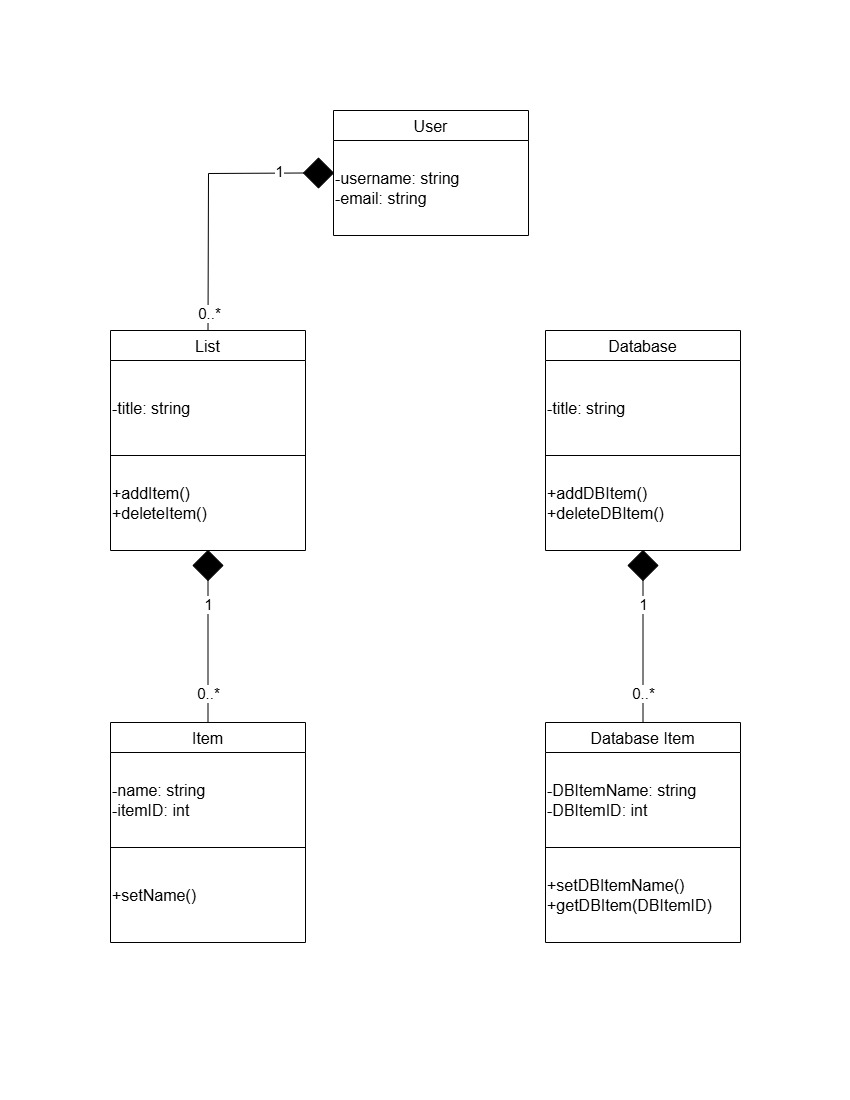 User
-username: string
-email: string
1
0..*
List
-title: string
+addItem()
+deleteItem()
1
0..*
Item
-name: string
-itemID: int
+setName()
Database
-title: string
+addDBItem()
+deleteDBItem()
1
0..*
Database Item
-DBItemName: string
-DBItemID: int
+setDBItemName()
+getDBItem(DBItemID)